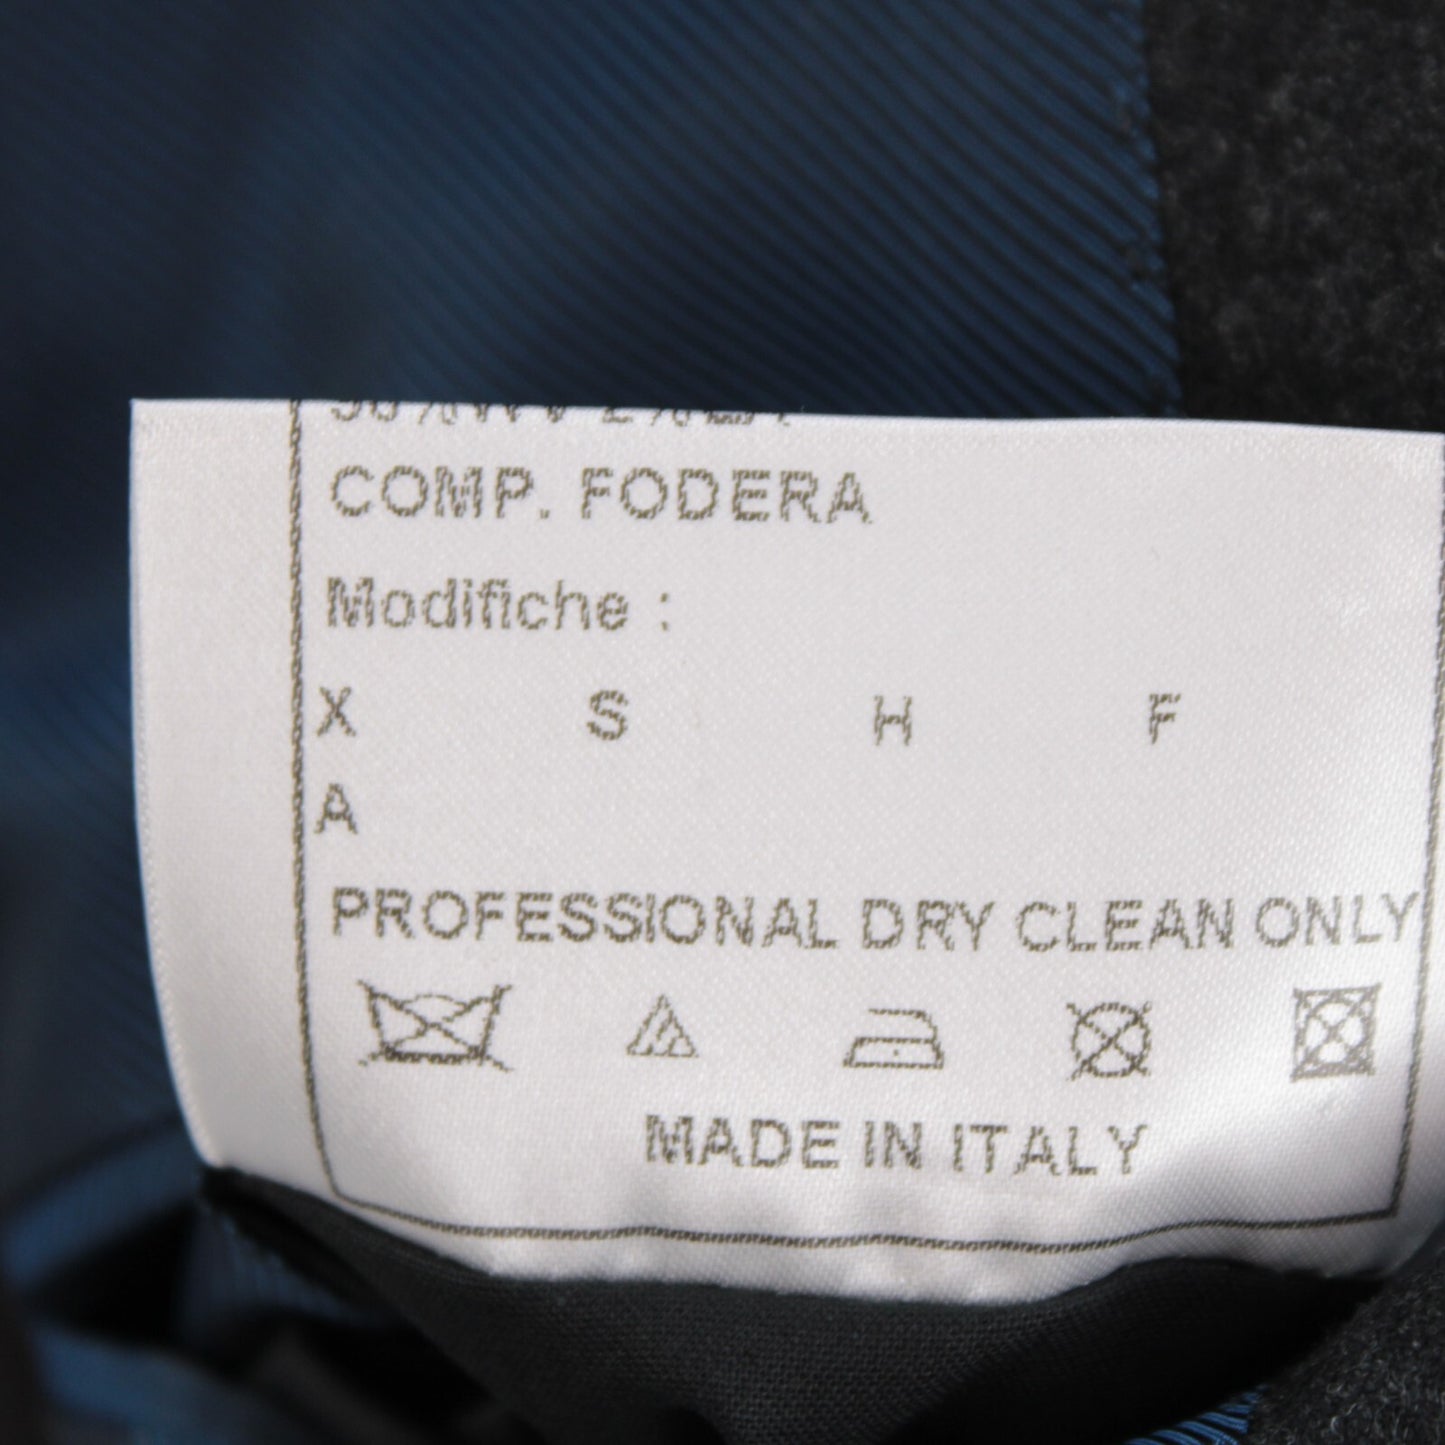 COMP. FODERA
Modifiche :
X S H F
A
PROFESSIONAL DRY CLEAN ONLY
MADE IN ITALY